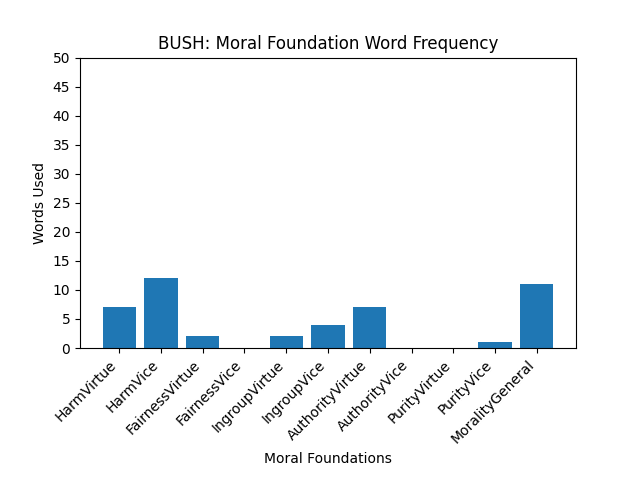 BUSH: Moral Foundation Word Frequency
50
45
40
35
30
25
20
15
10
5
0
Words Used
HarmVirtue
HarmVice
FairnessVirtue
FairnessVice
IngroupVirtue
IngroupVice
AuthorityVirtue
AuthorityVice
PurityVirtue
PurityVice
MoralityGeneral
Moral Foundations